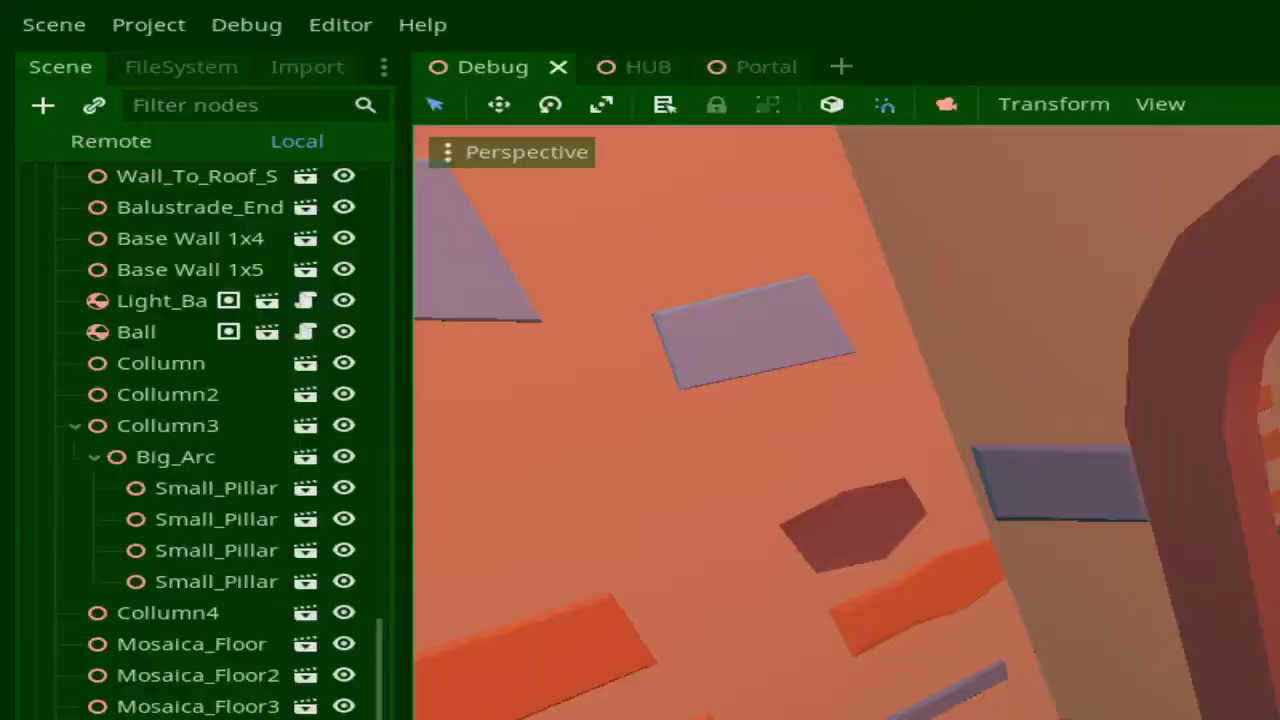 Scene Project Debug Editor Help
Scene FileSystem Import
Debug HUB Portal
Filter nodes
Transform View
Remote Local
Perspective
Wall_To_Roof_S
Balustrade_End
Base Wall 1x4
Base Wall 1x5
Light_Ba
Ball
Collumn
Collumn2
Collumn3
Big_Arc
Small_Pillar
Small_Pillar
Small_Pillar
Small_Pillar
Collumn4
Mosaica_Floor
Mosaica_Floor2
Mosaica_Floor3